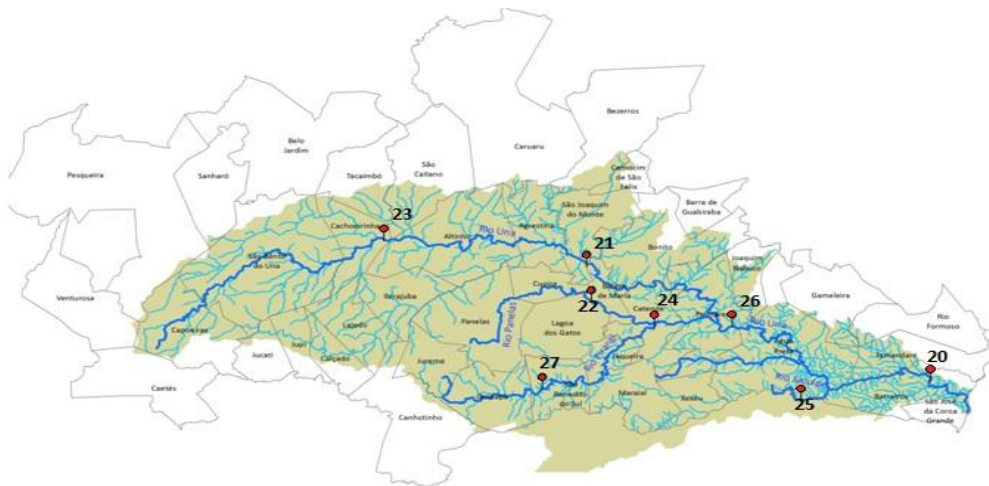 Bezerros
Belo
Jardim
Caruaru
São
Caitano
Pesqueira
Sanharó
Tacaimbó
Camocim
de São
Félix
São Joaquim
do Monte
Barra de
Guabiraba
23
Cachoeirinha
Agrestina
Altinho
Rio Una
21
Bonito
São Bento
do Una
Joaquim
Nabuco
Venturosa
Ibirajuba
Cupira
22
de Maria
24
26
Gameleira
Capoeiras
Lajedo
Panelas
Rio Panelas
Lagoa
dos Gatos
Catende
Rio Una
Rio
Formoso
Jupi
Jucati
Calçado
Jurema
27
Jaqueira
Água
Preta
Tamandaré
20
Caetés
São
Benedito
do Sul
Maraial
Xexéu
25
Barreiros
São José
da Coroa
Grande
Canhotinho